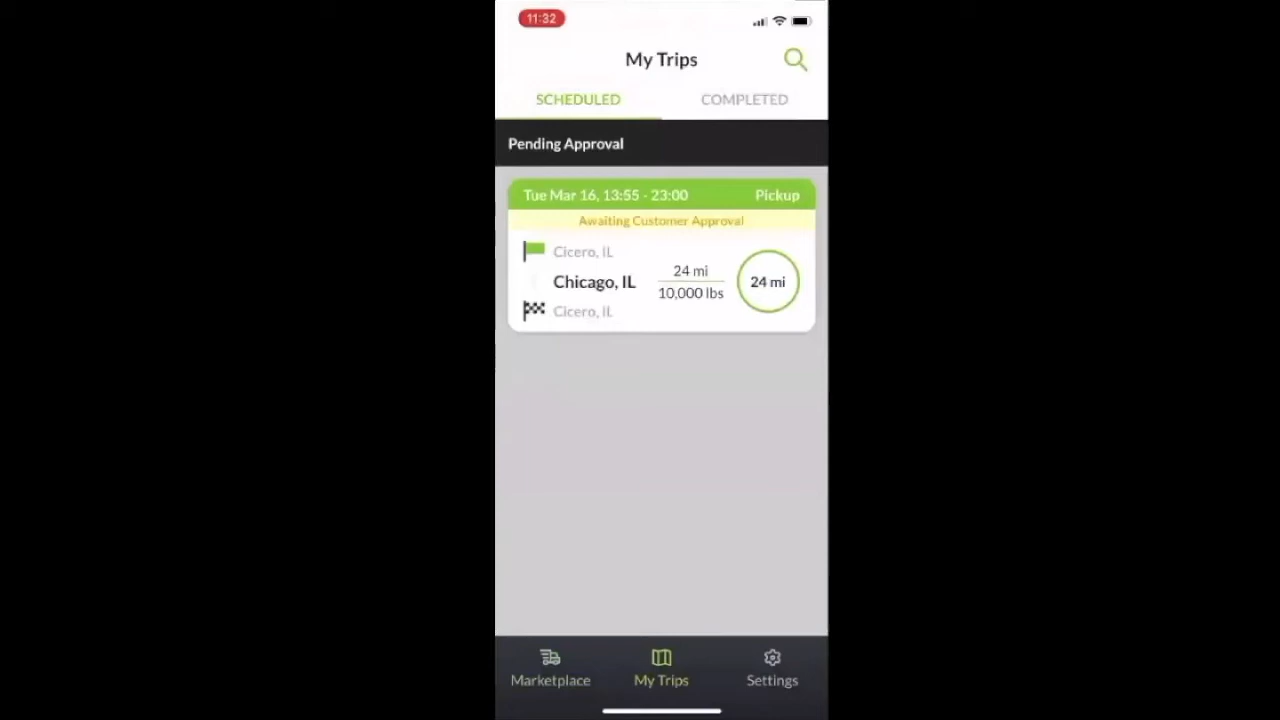 11:32
My Trips
SCHEDULED COMPLETED
Pending Approval
Tue Mar 16, 13:55 - 23:00 Pickup
Awaiting Customer Approval
Cicero, IL
24 mi
Chicago, IL
24 mi
10,000 lbs
Cicero, IL
Marketplace My Trips Settings